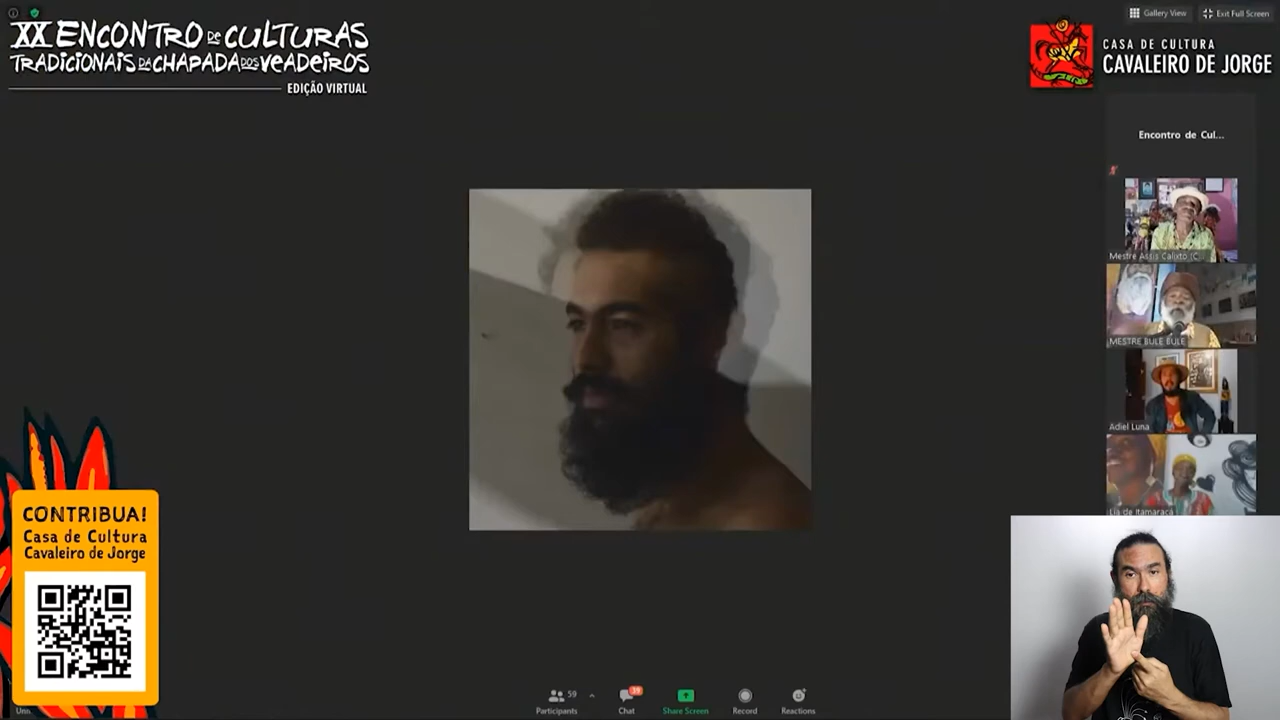 XX ENCONTRO DE CULTURAS
TRADICIONAIS DA CHAPADA DOS VEADEIROS
EDIÇÃO VIRTUAL
Gallery View
Exit Full Screen
CASA DE CULTURA
CAVALEIRO DE JORGE
Encontro de Cul...
Mestre Assis Calixto (C
MESTRE BULE BULE
Adiel Luna
Lia de Itamaracá
CONTRIBUA!
Casa de Cultura
Cavaleiro de Jorge
59
Participants
39
Chat
Share Screen
Record
Reactions